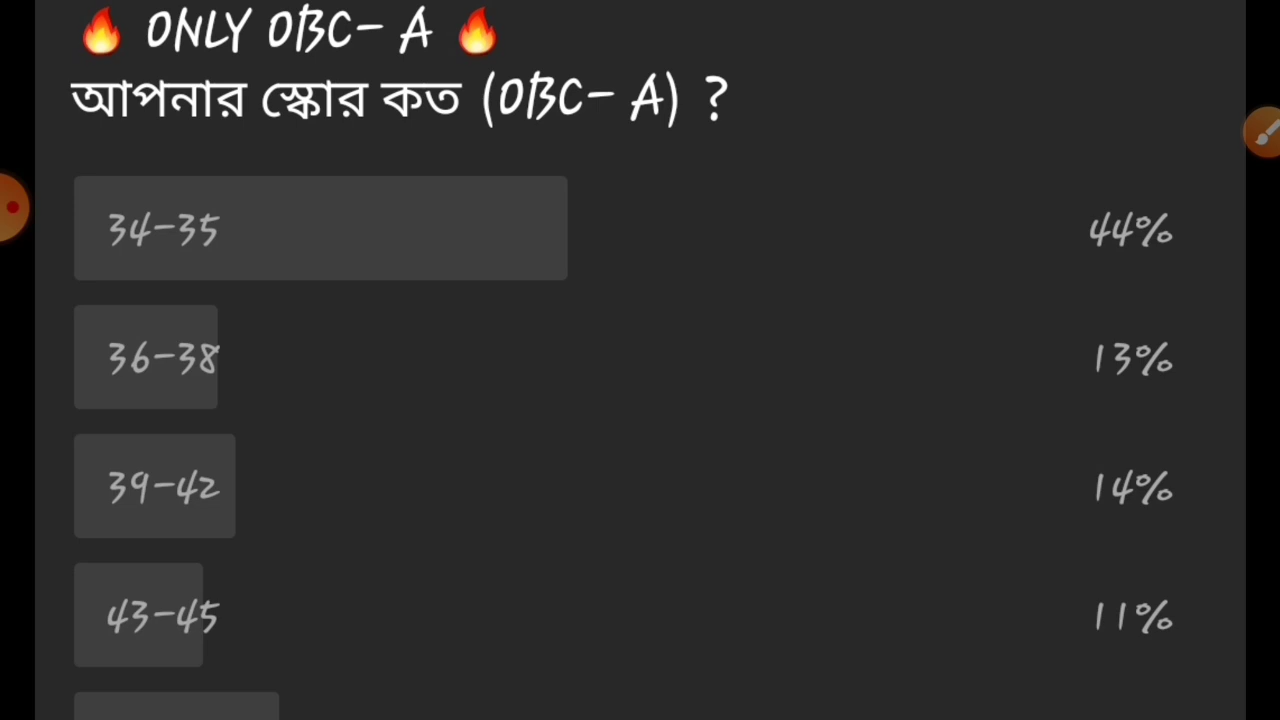 🔥 ONLY OBC- A 🔥
আপনার স্কোর কত (OBC- A) ?
34-35 44%
36-38 13%
39-42 14%
43-45 11%